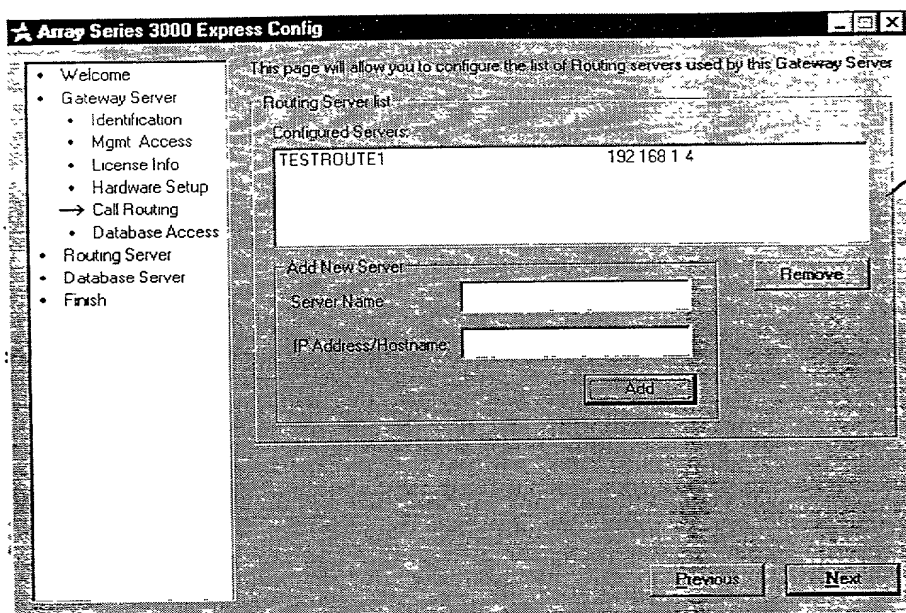 Array Series 3000 Express Config
Welcome
Gateway Server
Identification
Mgmt Access
License Info
Hardware Setup
Call Routing
Database Access
Routing Server
Database Server
Finish
This page will allow you to configure the list of Routing servers used by this Gateway Server
Routing Server list
Configured Servers:
TESTROUTE1 192 168 1 4
Add New Server
Server Name
IP Address/Hostname:
Add
Remove
Previous
Next